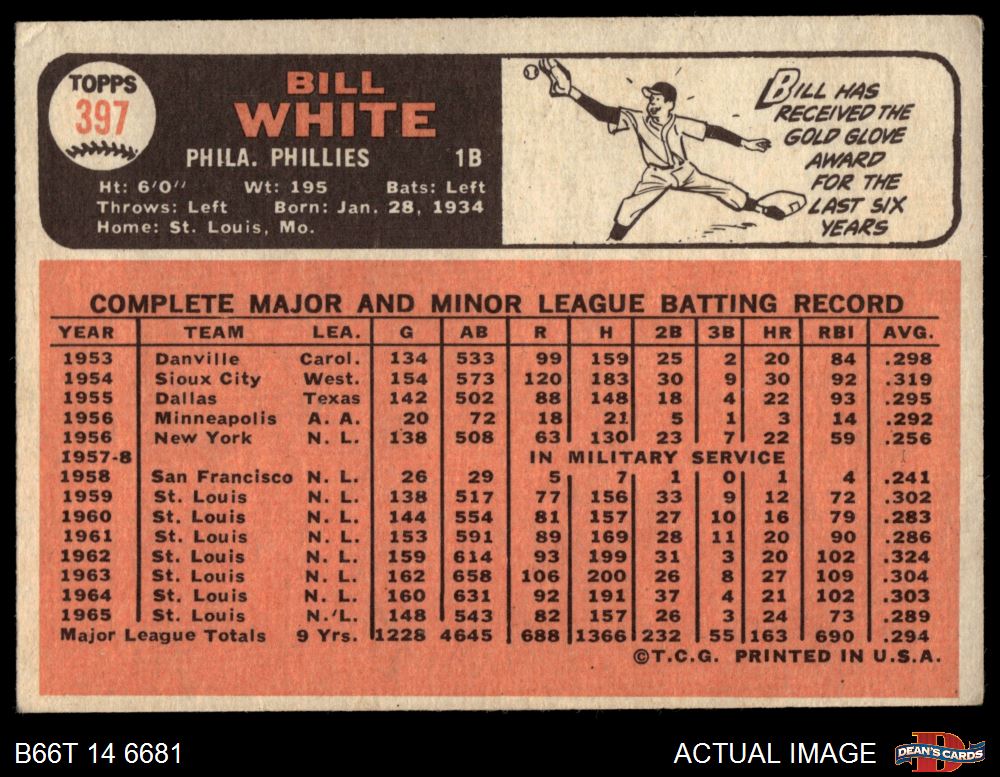 TOPPS
397
BILL
WHITE
PHILA. PHILLIES 1B
Ht: 6'0" Wt: 195 Bats: Left
Throws: Left Born: Jan. 28, 1934
Home: St. Louis, Mo.
BILL HAS
RECEIVED THE
GOLD GLOVE
AWARD
FOR THE
LAST SIX
YEARS
COMPLETE MAJOR AND MINOR LEAGUE BATTING RECORD
YEAR TEAM LEA. G AB R H 2B 3B HR RBI AVG.
1953 Danville Carol. 134 533 99 159 25 2 20 84 .298
1954 Sioux City West. 154 573 120 183 30 9 30 92 .319
1955 Dallas Texas 142 502 88 148 18 4 22 93 .295
1956 Minneapolis A. A. 20 72 18 21 5 1 3 14 .292
1956 New York N. L. 138 508 63 130 23 7 22 59 .256
1957-8 IN MILITARY SERVICE
1958 San Francisco N. L. 26 29 5 7 1 0 1 4 .241
1959 St. Louis N. L. 138 517 77 156 33 9 12 72 .302
1960 St. Louis N. L. 144 554 81 157 27 10 16 79 .283
1961 St. Louis N. L. 153 591 89 169 28 11 20 90 .286
1962 St. Louis N. L. 159 614 93 199 31 3 20 102 .324
1963 St. Louis N. L. 162 658 106 200 26 8 27 109 .304
1964 St. Louis N. L. 160 631 92 191 37 4 21 102 .303
1965 St. Louis N. L. 148 543 82 157 26 3 24 73 .289
Major League Totals 9 Yrs. 1228 4645 688 1366 232 55 163 690 .294
©T.C.G. PRINTED IN U.S.A.
B66T 14 6681 ACTUAL IMAGE D DEAN'S CARDS